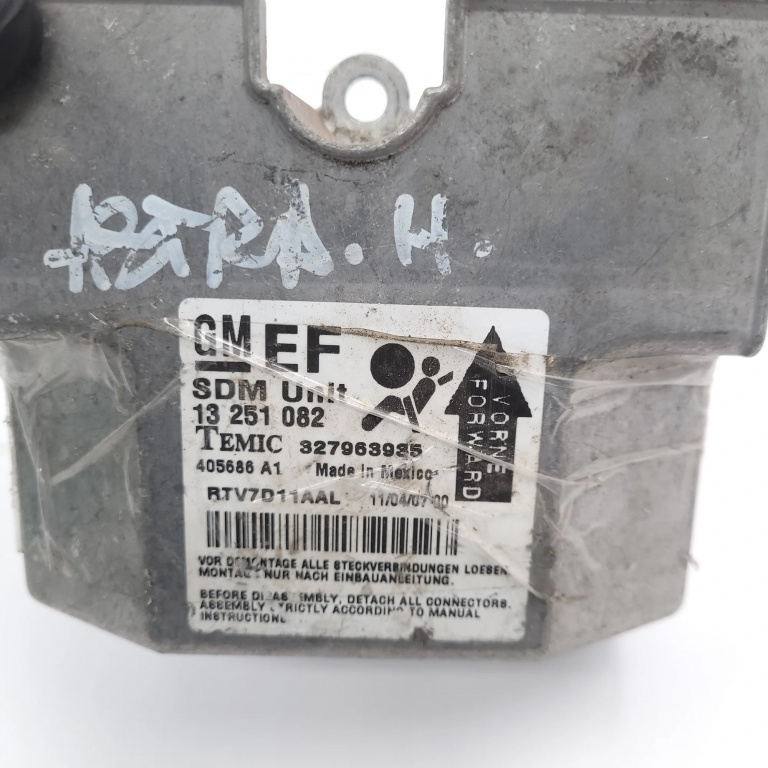 ASTRA.H.
GM EF
SDM Unit
13 251 082
TEMIC 327963935
405686 A1 Made in Mexico
RTV7D11AAL 11/04/07 00
VORNE
FORWARD
VOR DEMONTAGE ALLE STECKVERBINDUNGEN LOESEN
MONTAGE NUR NACH EINBAUANLEITUNG.
BEFORE DISASSEMBLY, DETACH ALL CONNECTORS.
ASSEMBLY STRICTLY ACCORDING TO MANUAL
INSTRUCTIONS